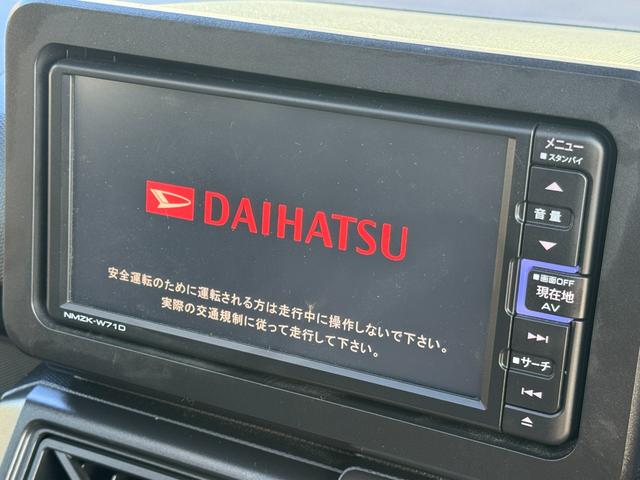 DAIHATSU
安全運転のために運転される方は走行中に操作しないで下さい。
実際の交通規制に従って走行して下さい。
NMZK-W71D
メニュー
■スタンバイ
▲
音量
▼
■画面OFF
現在地
AV
▶▶|
■サーチ
|◀◀
⏏